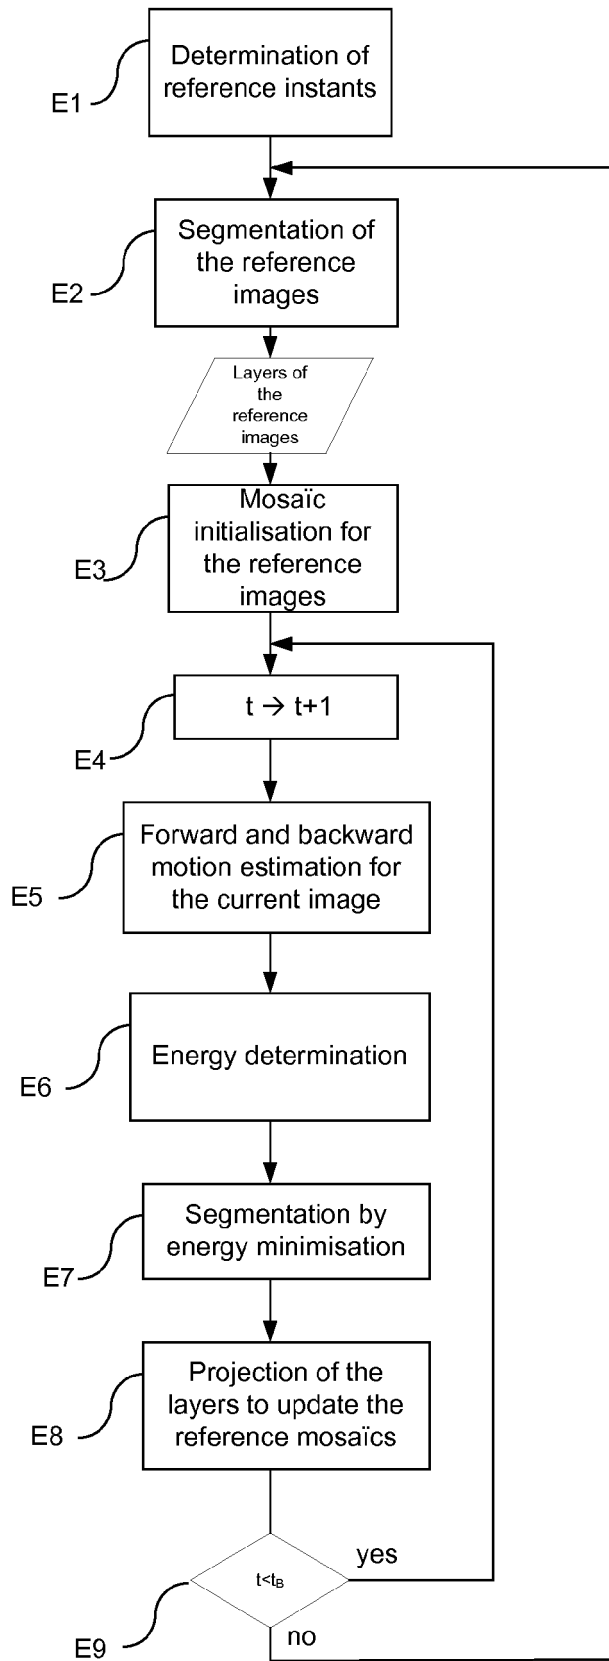 Determination of
reference instants
E1
Segmentation of
the reference
images
E2
Layers of
the
reference
images
Mosaïc
initialisation for
the reference
images
E3
t → t+1
E4
Forward and backward
motion estimation for
the current image
E5
Energy determination
E6
Segmentation by
energy minimisation
E7
Projection of the
layers to update the
reference mosaïcs
E8
yes
t<tB
no
E9